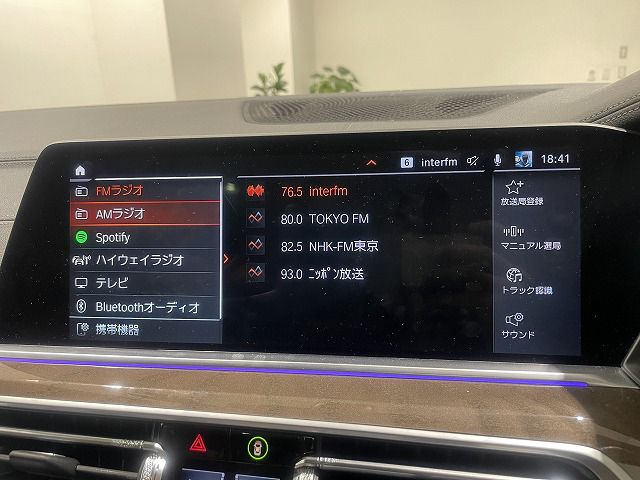 6 interfm 18:41
FMラジオ
AMラジオ
Spotify
ハイウェイラジオ
テレビ
Bluetoothオーディオ
携帯機器
76.5 interfm
80.0 TOKYO FM
82.5 NHK-FM東京
93.0 ﾆｯﾎﾟﾝ放送
放送局登録
マニュアル選局
トラック認識
サウンド